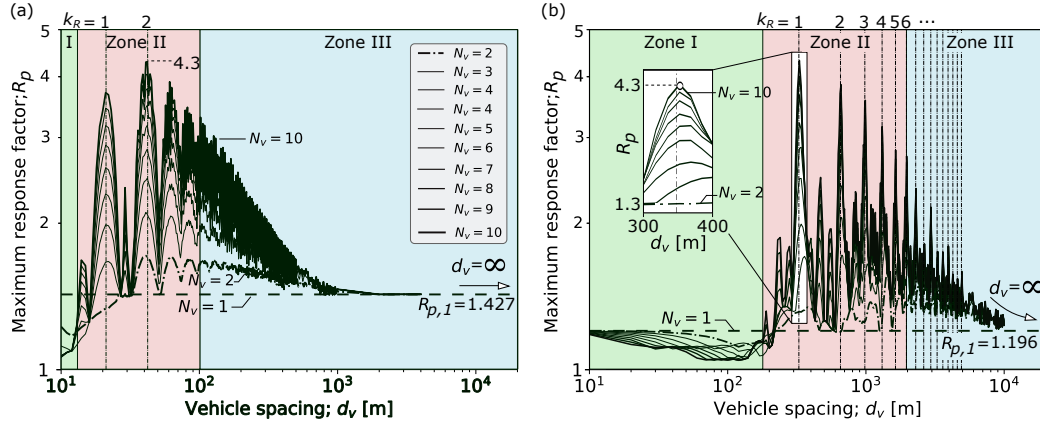 (a)
k_R = 1
2
I
Zone II
Zone III
4.3
N_v = 10
N_v = 2
N_v = 1
d_v = ∞
R_{p,1} = 1.427
N_v = 2
N_v = 3
N_v = 4
N_v = 4
N_v = 5
N_v = 6
N_v = 7
N_v = 8
N_v = 9
N_v = 10
Maximum response factor; R_p
5
4
3
2
1
10^1
10^2
10^3
10^4
Vehicle spacing; d_v [m]
(b)
k_R = 1
2
3
4
5
6
...
Zone I
Zone II
Zone III
4.3
N_v = 10
R_p
N_v = 2
1.3
300
400
d_v [m]
N_v = 1
d_v = ∞
R_{p,1} = 1.196
Maximum response factor; R_p
5
4
3
2
1
10^1
10^2
10^3
10^4
Vehicle spacing; d_v [m]